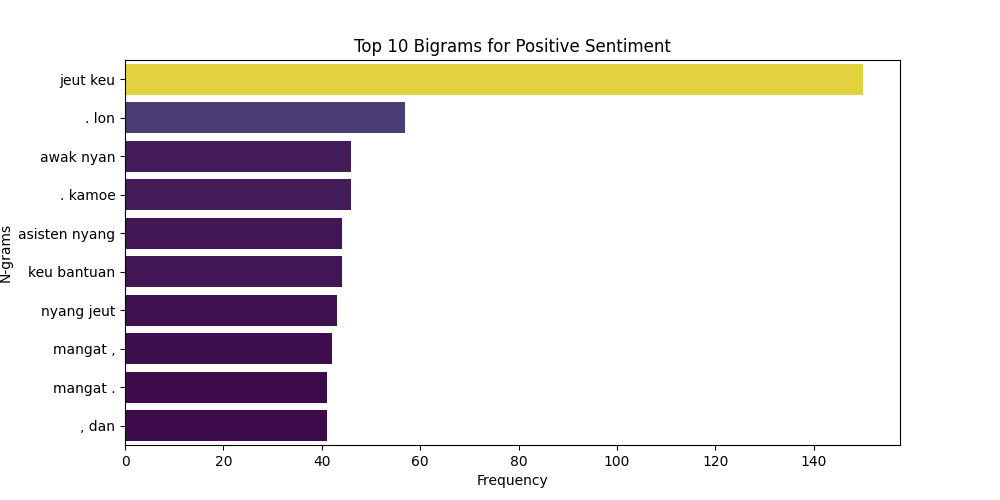 Top 10 Bigrams for Positive Sentiment
N-grams
jeut keu
. lon
awak nyan
. kamoe
asisten nyang
keu bantuan
nyang jeut
mangat ,
mangat .
, dan
0 20 40 60 80 100 120 140
Frequency